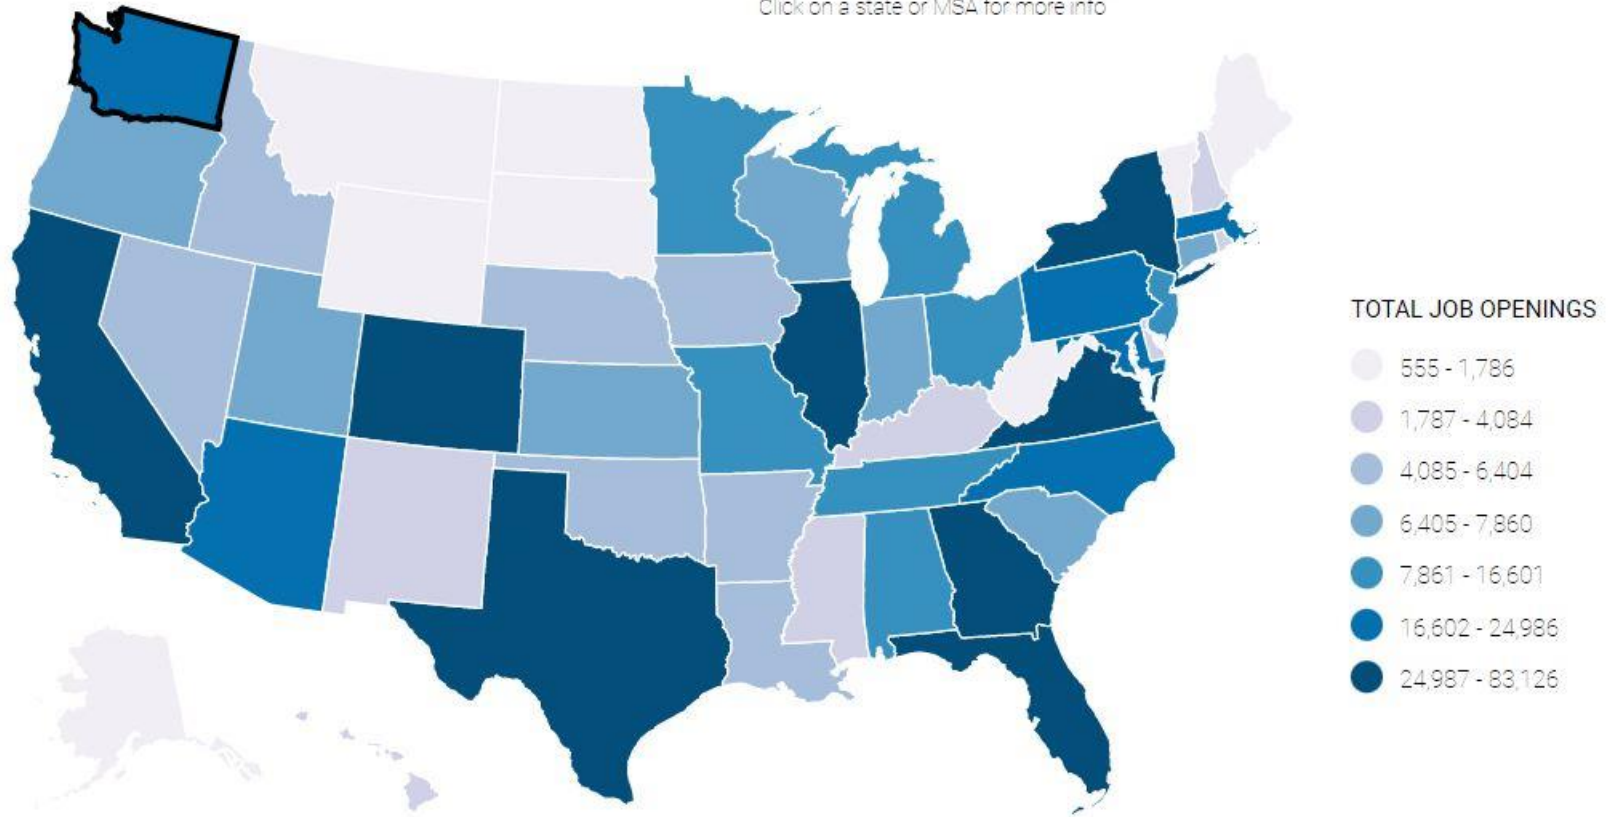 Click on a state or MSA for more info
TOTAL JOB OPENINGS
555 - 1,786
1,787 - 4,084
4,085 - 6,404
6,405 - 7,860
7,861 - 16,601
16,602 - 24,986
24,987 - 83,126